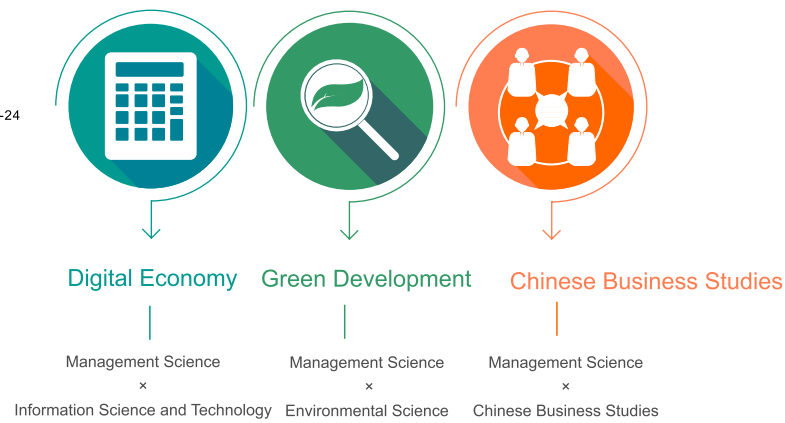 -24
Digital Economy
Green Development
Chinese Business Studies
Management Science
×
Information Science and Technology
Management Science
×
Environmental Science
Management Science
×
Chinese Business Studies